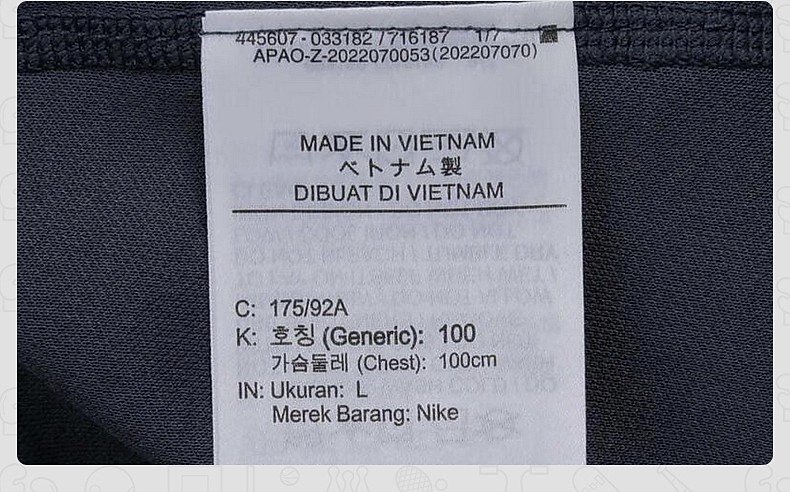 445607-033182 / 716187 1/7
APAO-Z-2022070053(202207070)
MADE IN VIETNAM
ベトナム製
DIBUAT DI VIETNAM
C: 175/92A
K: 호칭 (Generic): 100
가슴둘레 (Chest): 100cm
IN: Ukuran: L
Merek Barang: Nike